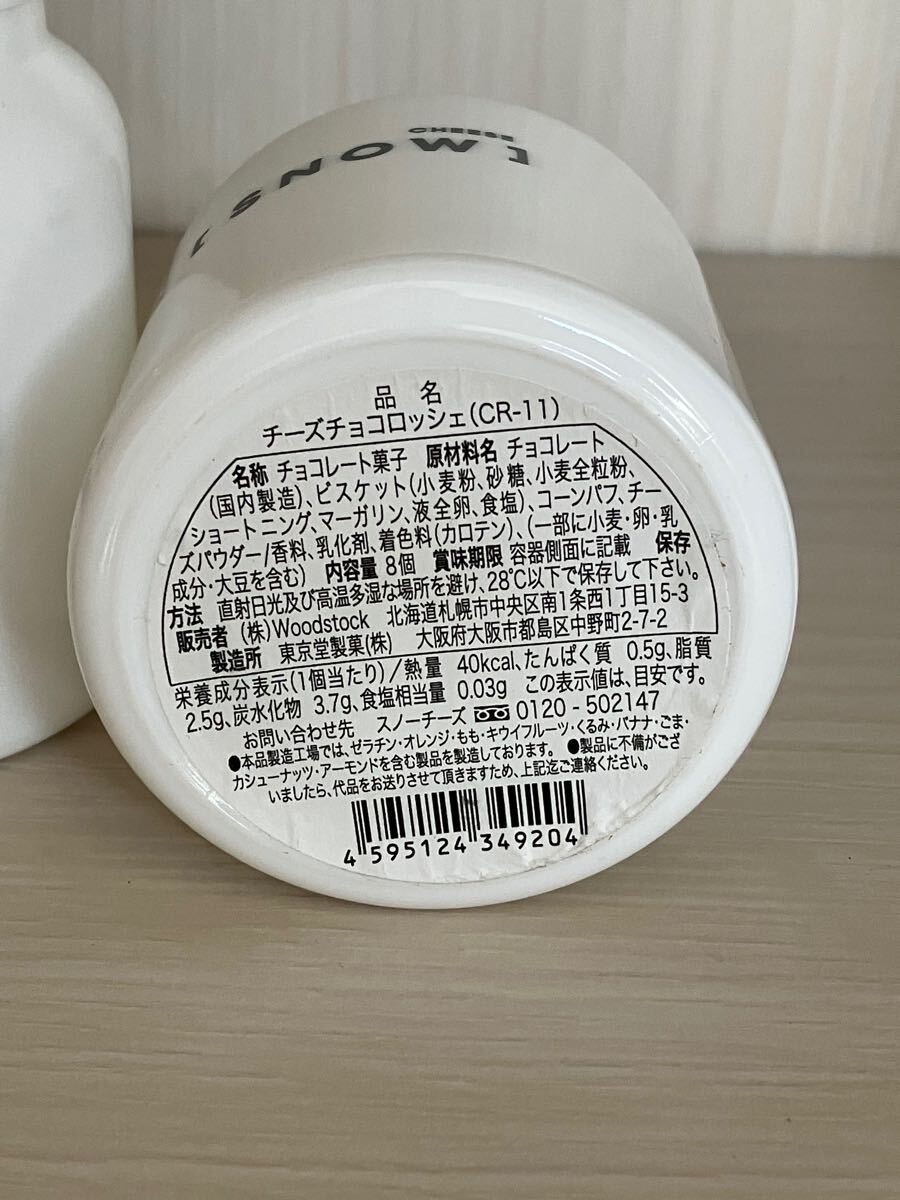 CHEESE
SNOW
品 名
チーズチョコロッシェ(CR-11)
名称 チョコレート菓子 原材料名 チョコレート
(国内製造)、ビスケット(小麦粉、砂糖、小麦全粒粉、
ショートニング、マーガリン、液全卵、食塩)、コーンパフ、チー
ズパウダー/香料、乳化剤、着色料(カロテン)、(一部に小麦・卵・乳
成分・大豆を含む) 内容量 8個 賞味期限 容器側面に記載 保存
方法 直射日光及び高温多湿な場所を避け、28℃以下で保存して下さい。
販売者 (株)Woodstock 北海道札幌市中央区南1条西1丁目15-3
製造所 東京堂製菓(株) 大阪府大阪市都島区中野町2-7-2
栄養成分表示(1個当たり)/熱量 40kcal、たんぱく質 0.5g、脂質
2.5g、炭水化物 3.7g、食塩相当量 0.03g この表示値は、目安です。
お問い合わせ先 スノーチーズ 0120-502147
●本品製造工場では、ゼラチン・オレンジ・もも・キウイフルーツ・くるみ・バナナ・ごま・
カシューナッツ・アーモンドを含む製品を製造しております。 ●製品に不備がござ
いましたら、代品をお送りさせて頂きますため、上記迄ご連絡ください。
4 595124 349204